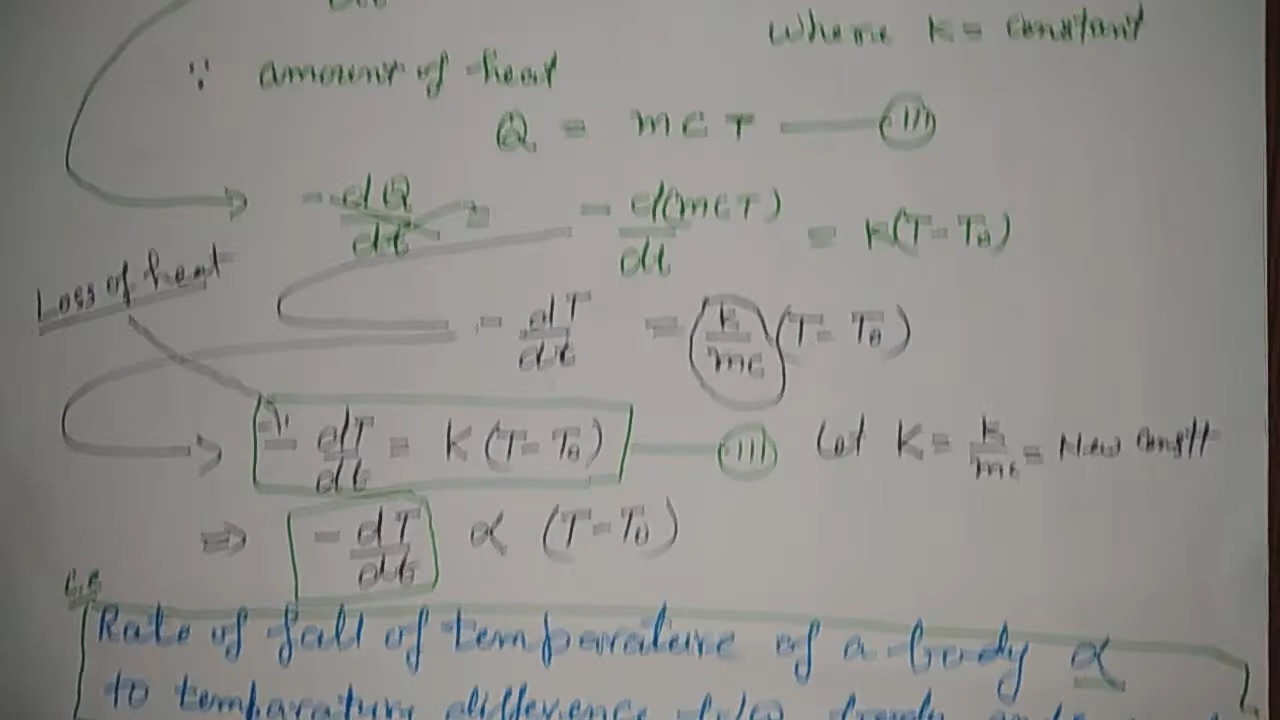 where k = constant
∵ amount of heat
Q = mcT —— (III)
- dQ/dt → - d(mcT)/dt = k(T-T₀)
Loss of heat
- dT/dt = (k/mc)(T-T₀)
- dT/dt = K(T-T₀) —— (III) Let K = k/mc = New constt
⇒ - dT/dt ∝ (T-T₀)
i.e
Rate of fall of temperature of a body ∝
to temperature difference b/w body